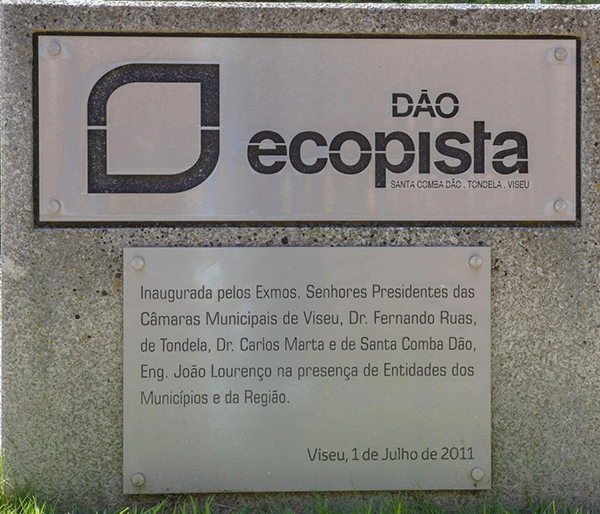 DÃO
ecopista
SANTA COMBA DÃO . TONDELA . VISEU
Inaugurada pelos Exmos. Senhores Presidentes das
Câmaras Municipais de Viseu, Dr. Fernando Ruas,
de Tondela, Dr. Carlos Marta e de Santa Comba Dão,
Eng. João Lourenço na presença de Entidades dos
Municípios e da Região.
Viseu, 1 de Julho de 2011